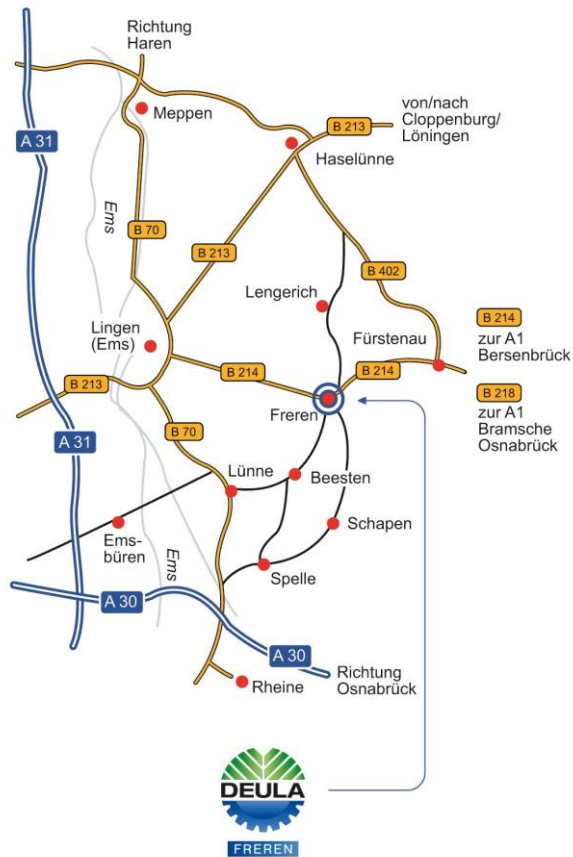 Richtung
Haren
Meppen
von/nach
Cloppenburg/
Löningen
B 213
A 31
Haselünne
Ems
B 70
B 213
B 402
Lengerich
B 214
zur A1
Bersenbrück
Lingen
(Ems)
Fürstenau
B 213
B 214
B 214
B 218
zur A1
Bramsche
Osnabrück
Freren
A 31
B 70
Lünne
Beesten
Schapen
Ems-
büren
Ems
Spelle
A 30
A 30
Richtung
Osnabrück
Rheine
DEULA
FREREN